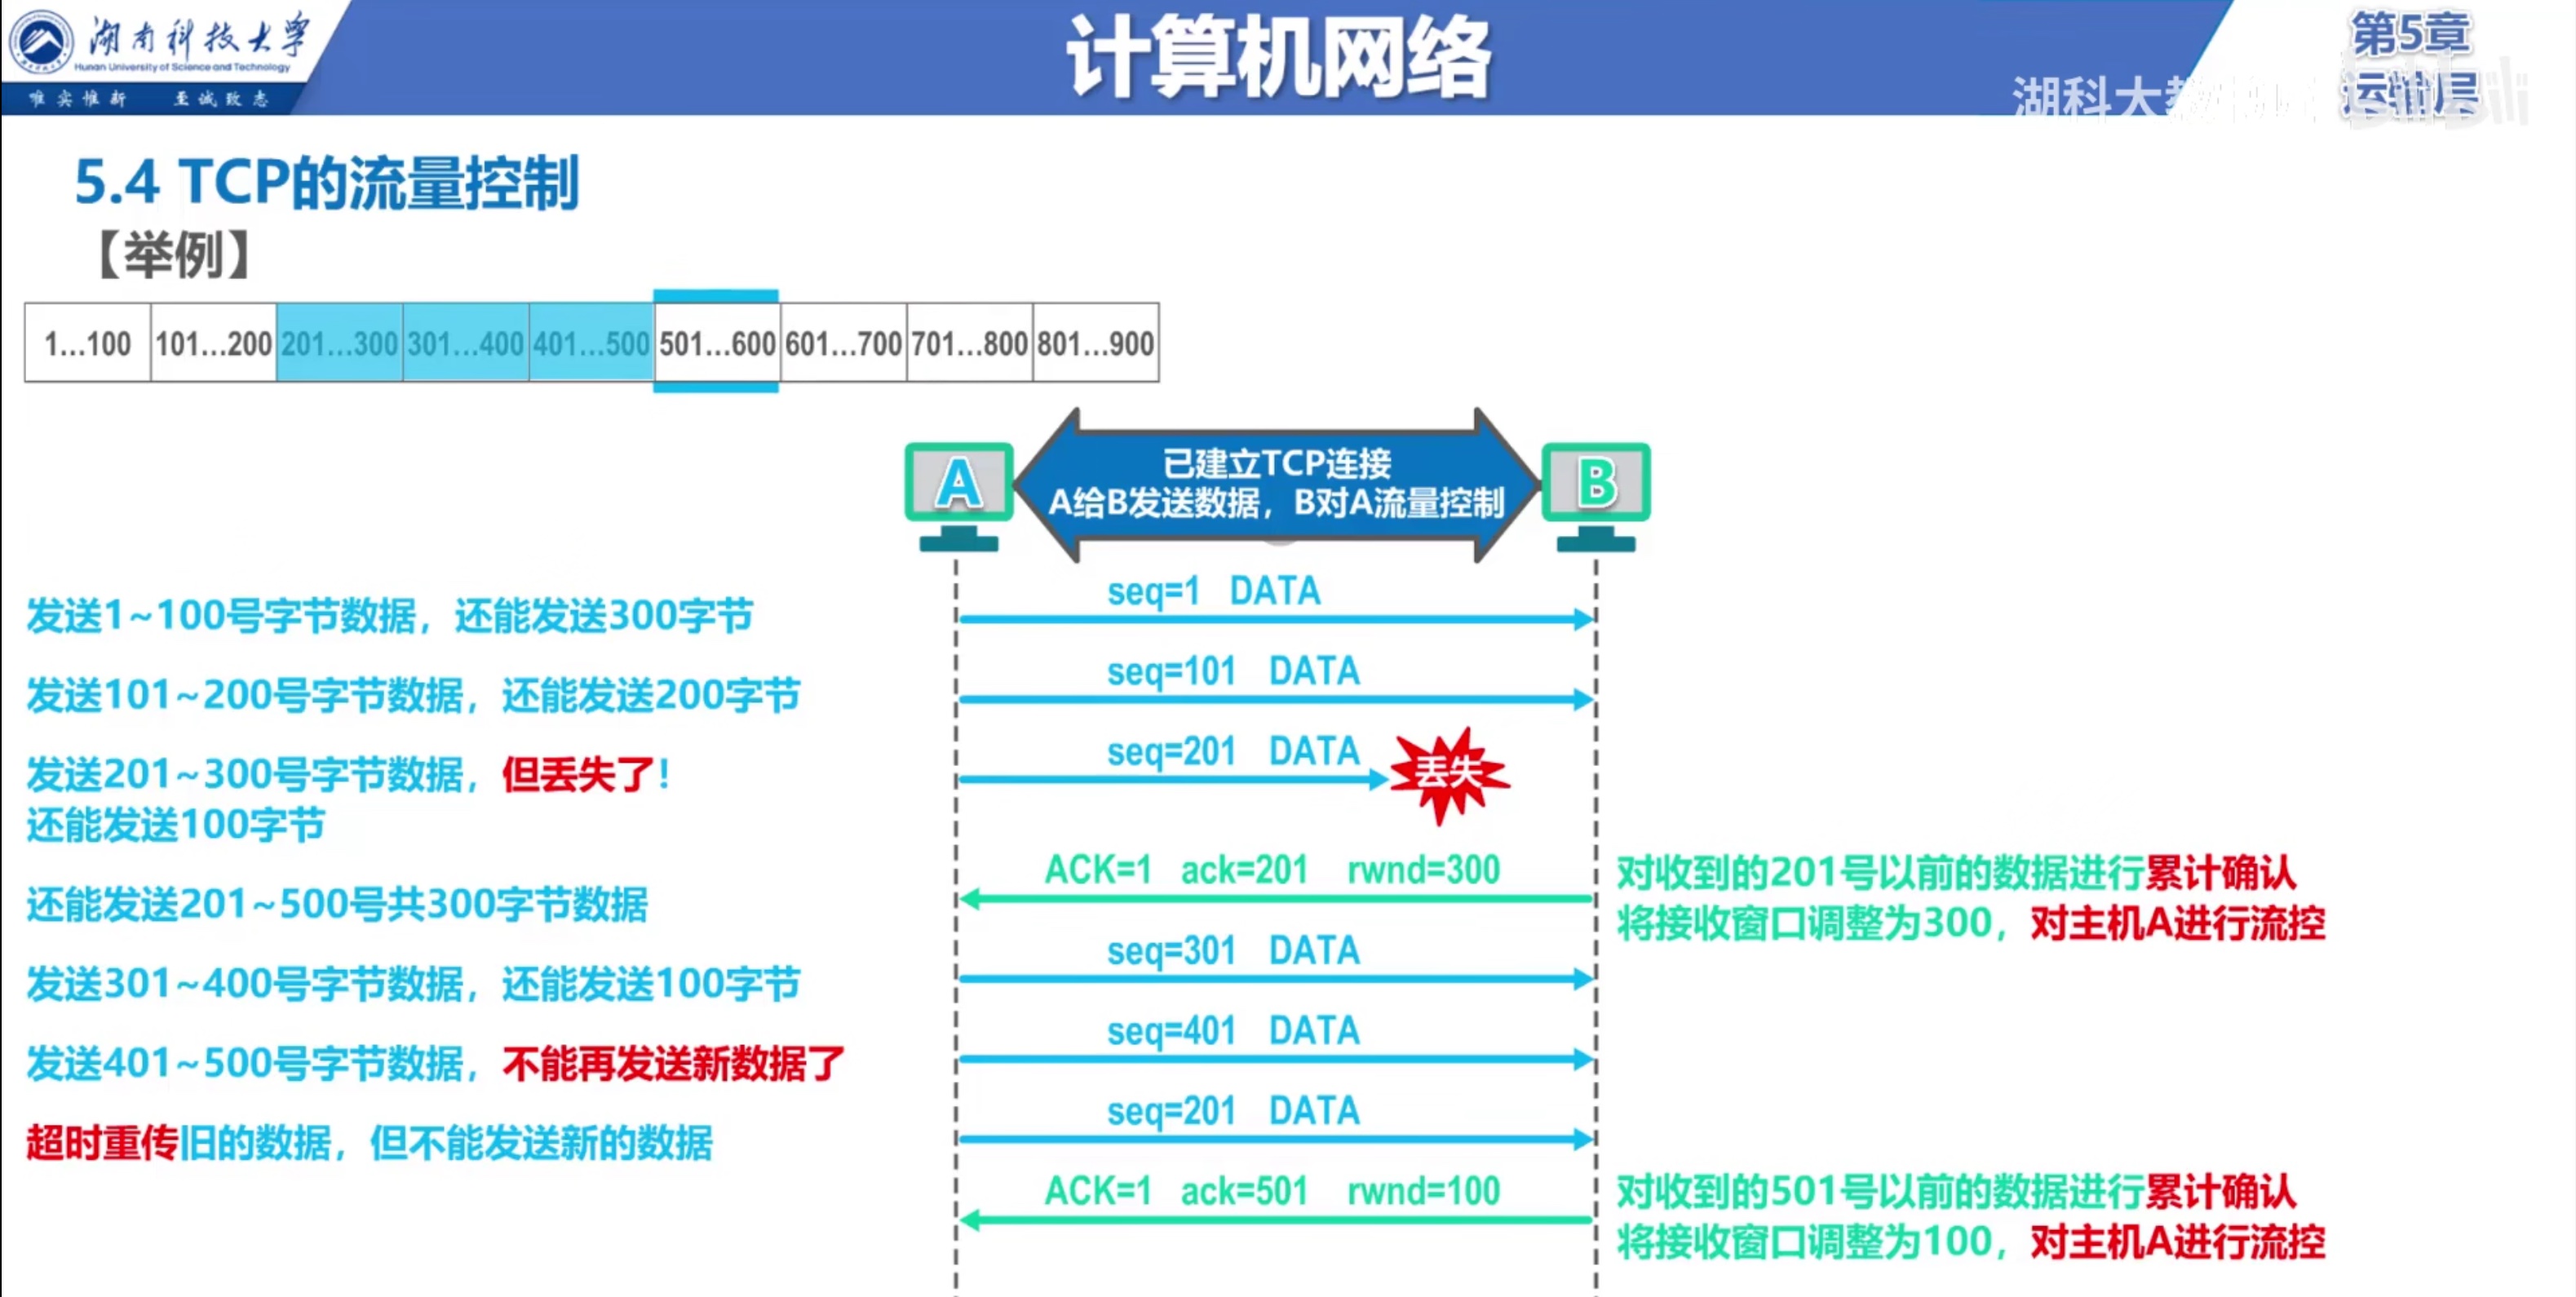 湖南科技大学
Hunan University of Science and Technology
唯实惟新 至诚致志
计算机网络
第5章
运输层
湖科大教
5.4 TCP的流量控制
【举例】
1...100 101...200 201...300 301...400 401...500 501...600 601...700 701...800 801...900
A
已建立TCP连接
A给B发送数据，B对A流量控制
B
发送1~100号字节数据，还能发送300字节
seq=1 DATA
发送101~200号字节数据，还能发送200字节
seq=101 DATA
发送201~300号字节数据，但丢失了！
还能发送100字节
seq=201 DATA
丢失
还能发送201~500号共300字节数据
ACK=1 ack=201 rwnd=300
对收到的201号以前的数据进行累计确认
将接收窗口调整为300，对主机A进行流控
发送301~400号字节数据，还能发送100字节
seq=301 DATA
发送401~500号字节数据，不能再发送新数据了
seq=401 DATA
超时重传旧的数据，但不能发送新的数据
seq=201 DATA
ACK=1 ack=501 rwnd=100
对收到的501号以前的数据进行累计确认
将接收窗口调整为100，对主机A进行流控